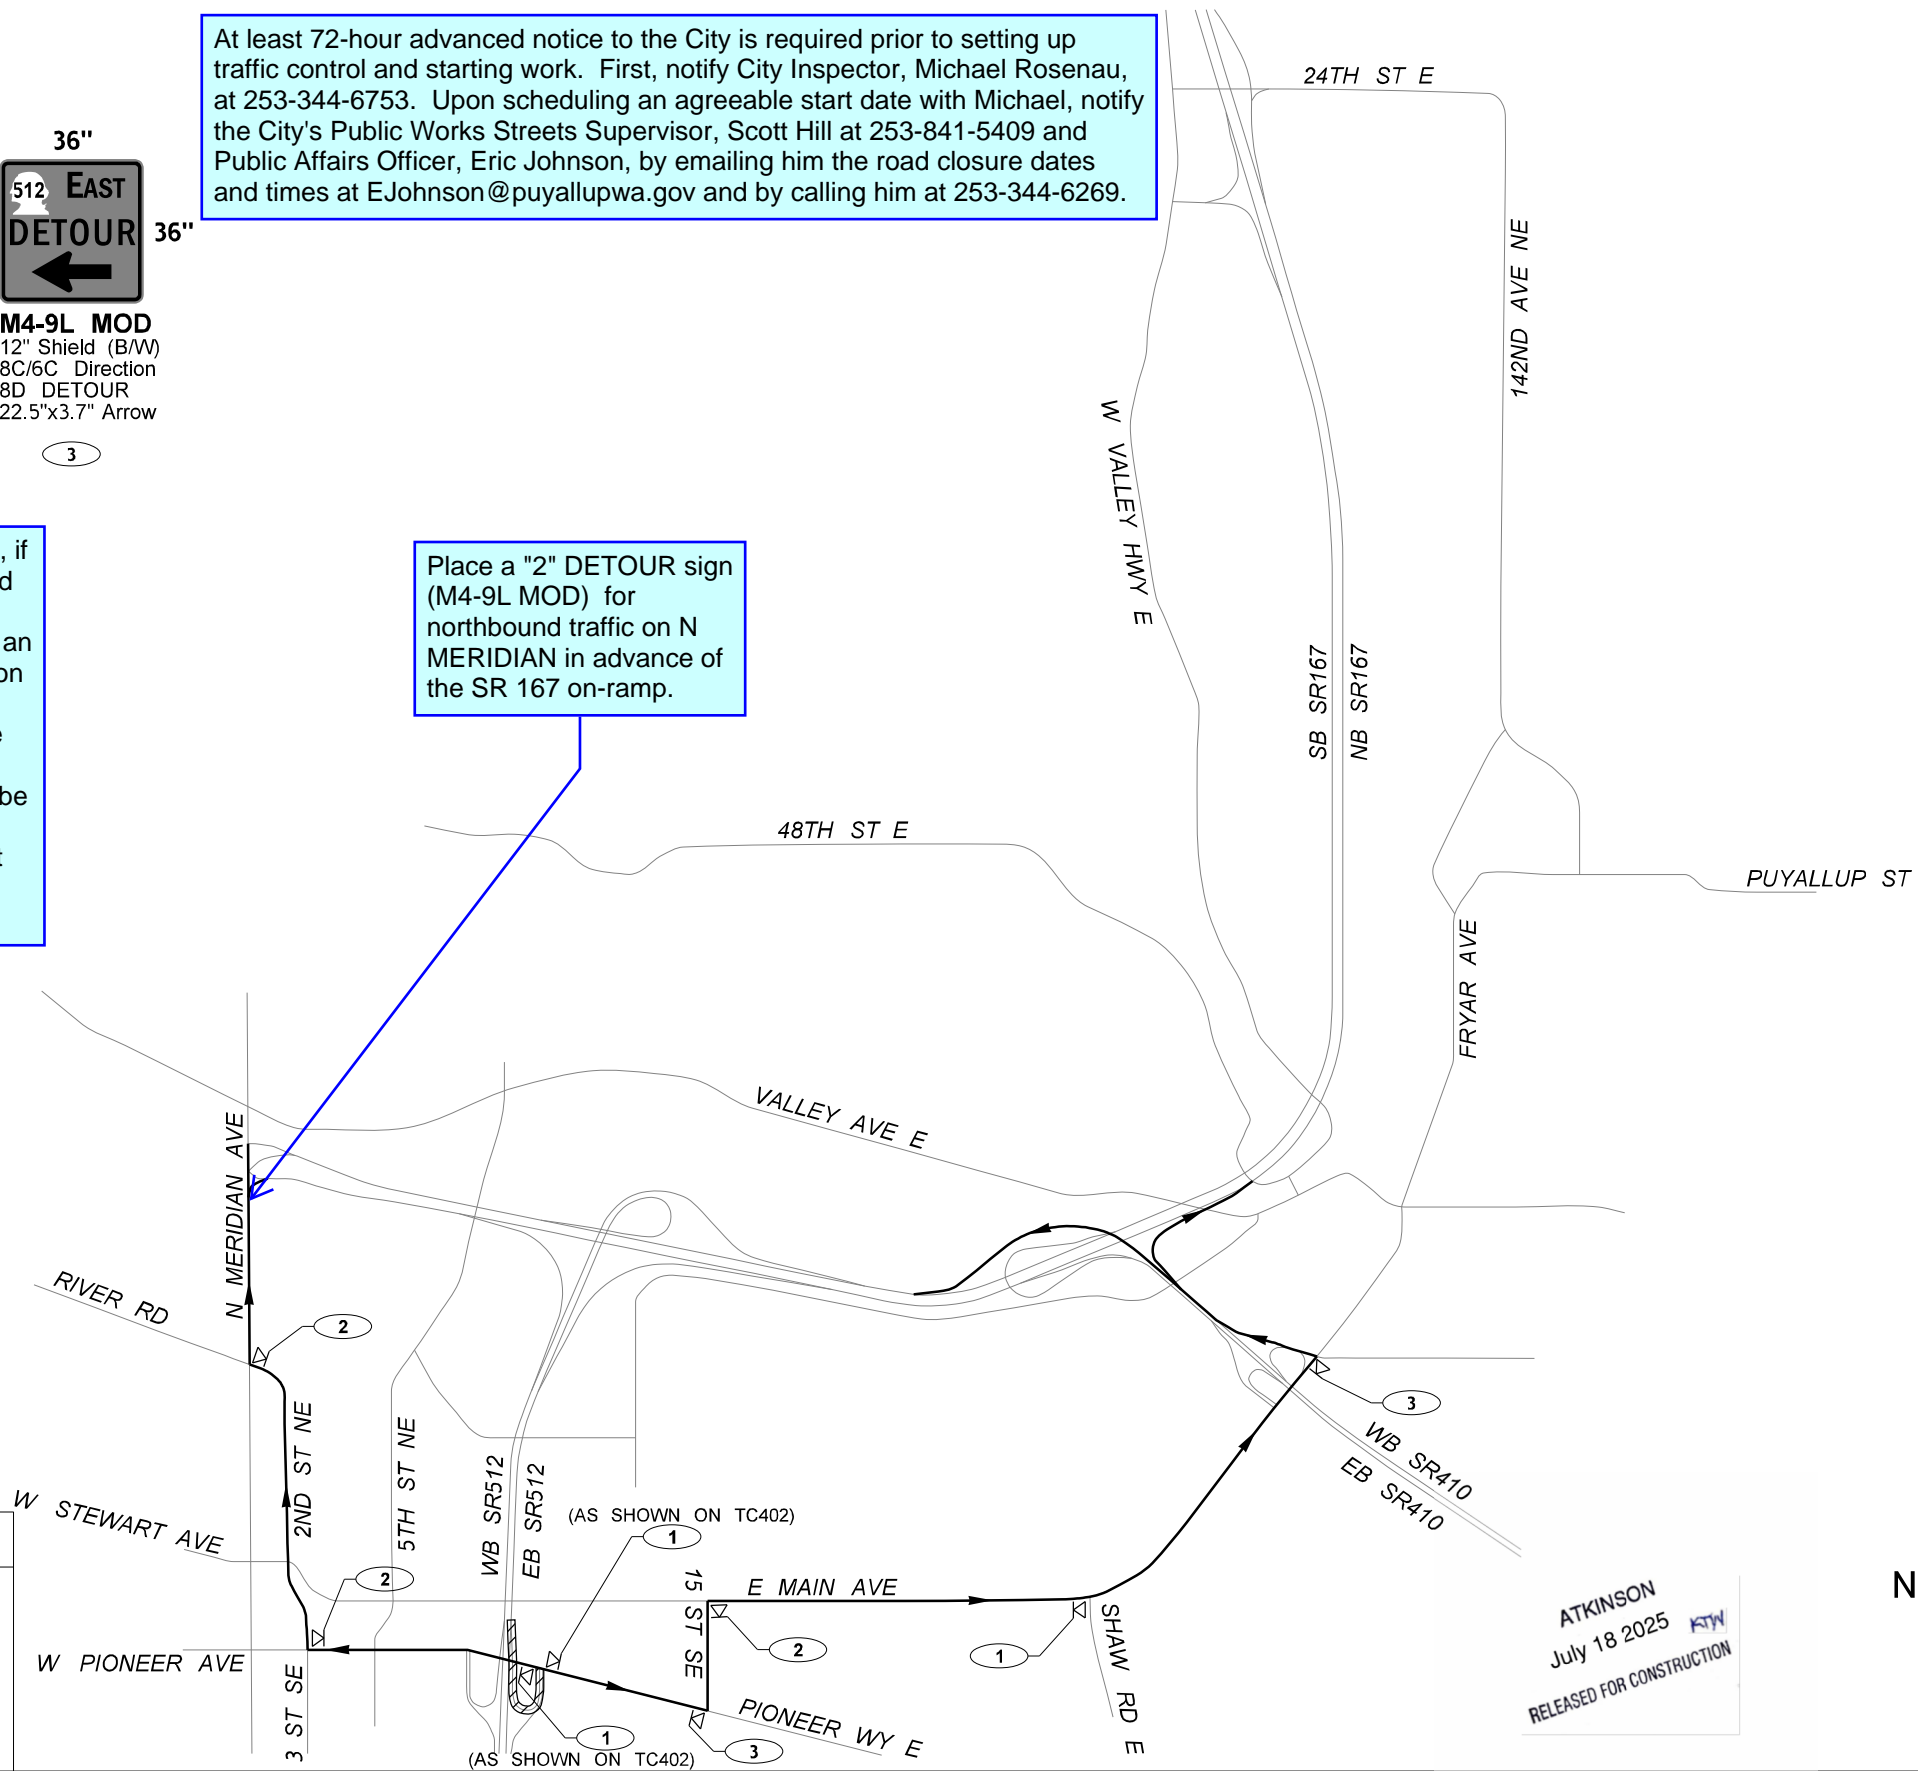 At least 72-hour advanced notice to the City is required prior to setting up
traffic control and starting work.  First, notify City Inspector, Michael Rosenau,
at 253-344-6753.  Upon scheduling an agreeable start date with Michael, notify
the City's Public Works Streets Supervisor, Scott Hill at 253-841-5409 and
Public Affairs Officer, Eric Johnson, by emailing him the road closure dates
and times at EJohnson@puyallupwa.gov and by calling him at 253-344-6269.
36"
512 EAST
DETOUR
36"
M4-9L MOD
12" Shield (B/W)
8C/6C Direction
8D DETOUR
22.5"x3.7" Arrow
3
, if
d
an
on
e
be
t
Place a "2" DETOUR sign
(M4-9L MOD)  for
northbound traffic on N
MERIDIAN in advance of
the SR 167 on-ramp.
24TH ST E
142ND AVE NE
W VALLEY HWY E
SB SR167
NB SR167
48TH ST E
PUYALLUP ST
FRYAR AVE
VALLEY AVE E
N MERIDIAN AVE
RIVER RD
2
3
2ND ST NE
5TH ST NE
WB SR512
EB SR512
WB SR410
EB SR410
W STEWART AVE
(AS SHOWN ON TC402)
1
2
15 ST SE
E MAIN AVE
SHAW RD E
2
1
W PIONEER AVE
3 ST SE
1
(AS SHOWN ON TC402)
3
PIONEER WY E
N
ATKINSON
July 18 2025 KTW
RELEASED FOR CONSTRUCTION